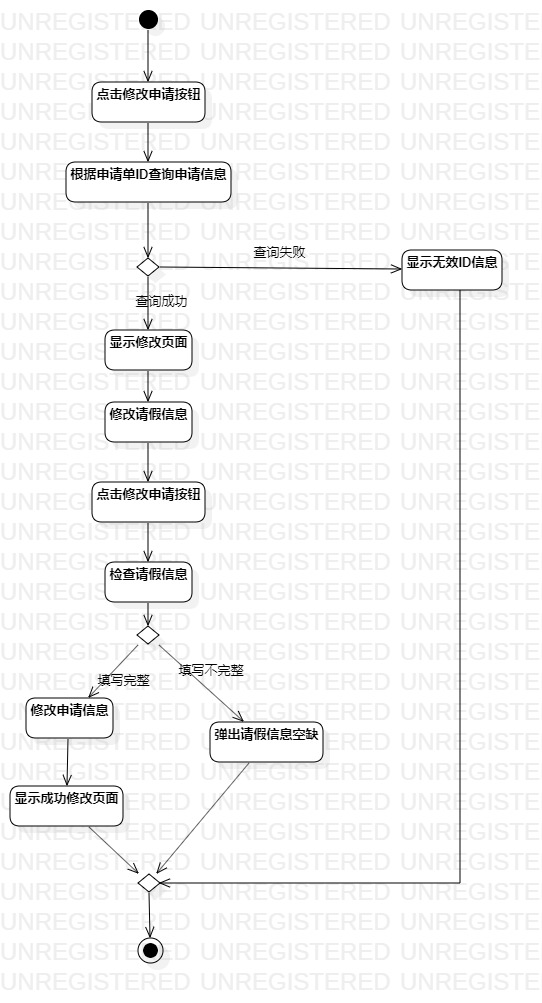 点击修改申请按钮
根据申请单ID查询申请信息
查询失败
显示无效ID信息
查询成功
显示修改页面
修改请假信息
点击修改申请按钮
检查请假信息
填写不完整
填写完整
修改申请信息
弹出请假信息空缺
显示成功修改页面
UNREGISTERED